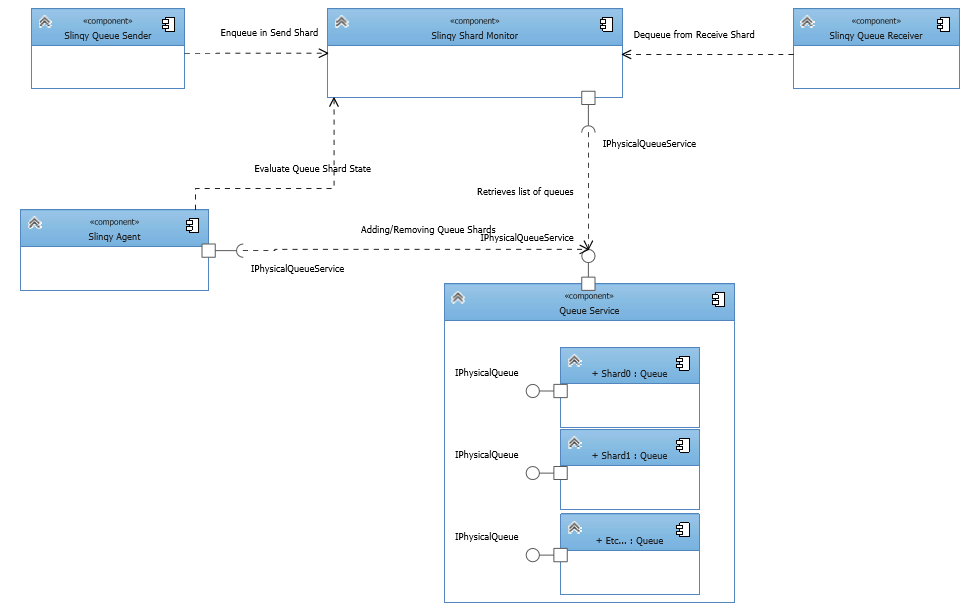 «component»
Slinqy Queue Sender
Enqueue in Send Shard
«component»
Slinqy Shard Monitor
Dequeue from Receive Shard
«component»
Slinqy Queue Receiver
IPhysicalQueueService
Evaluate Queue Shard State
Retrieves list of queues
«component»
Slinqy Agent
Adding/Removing Queue Shards
IPhysicalQueueService
IPhysicalQueueService
«component»
Queue Service
IPhysicalQueue
+ Shard0 : Queue
IPhysicalQueue
+ Shard1 : Queue
IPhysicalQueue
+ Etc... : Queue